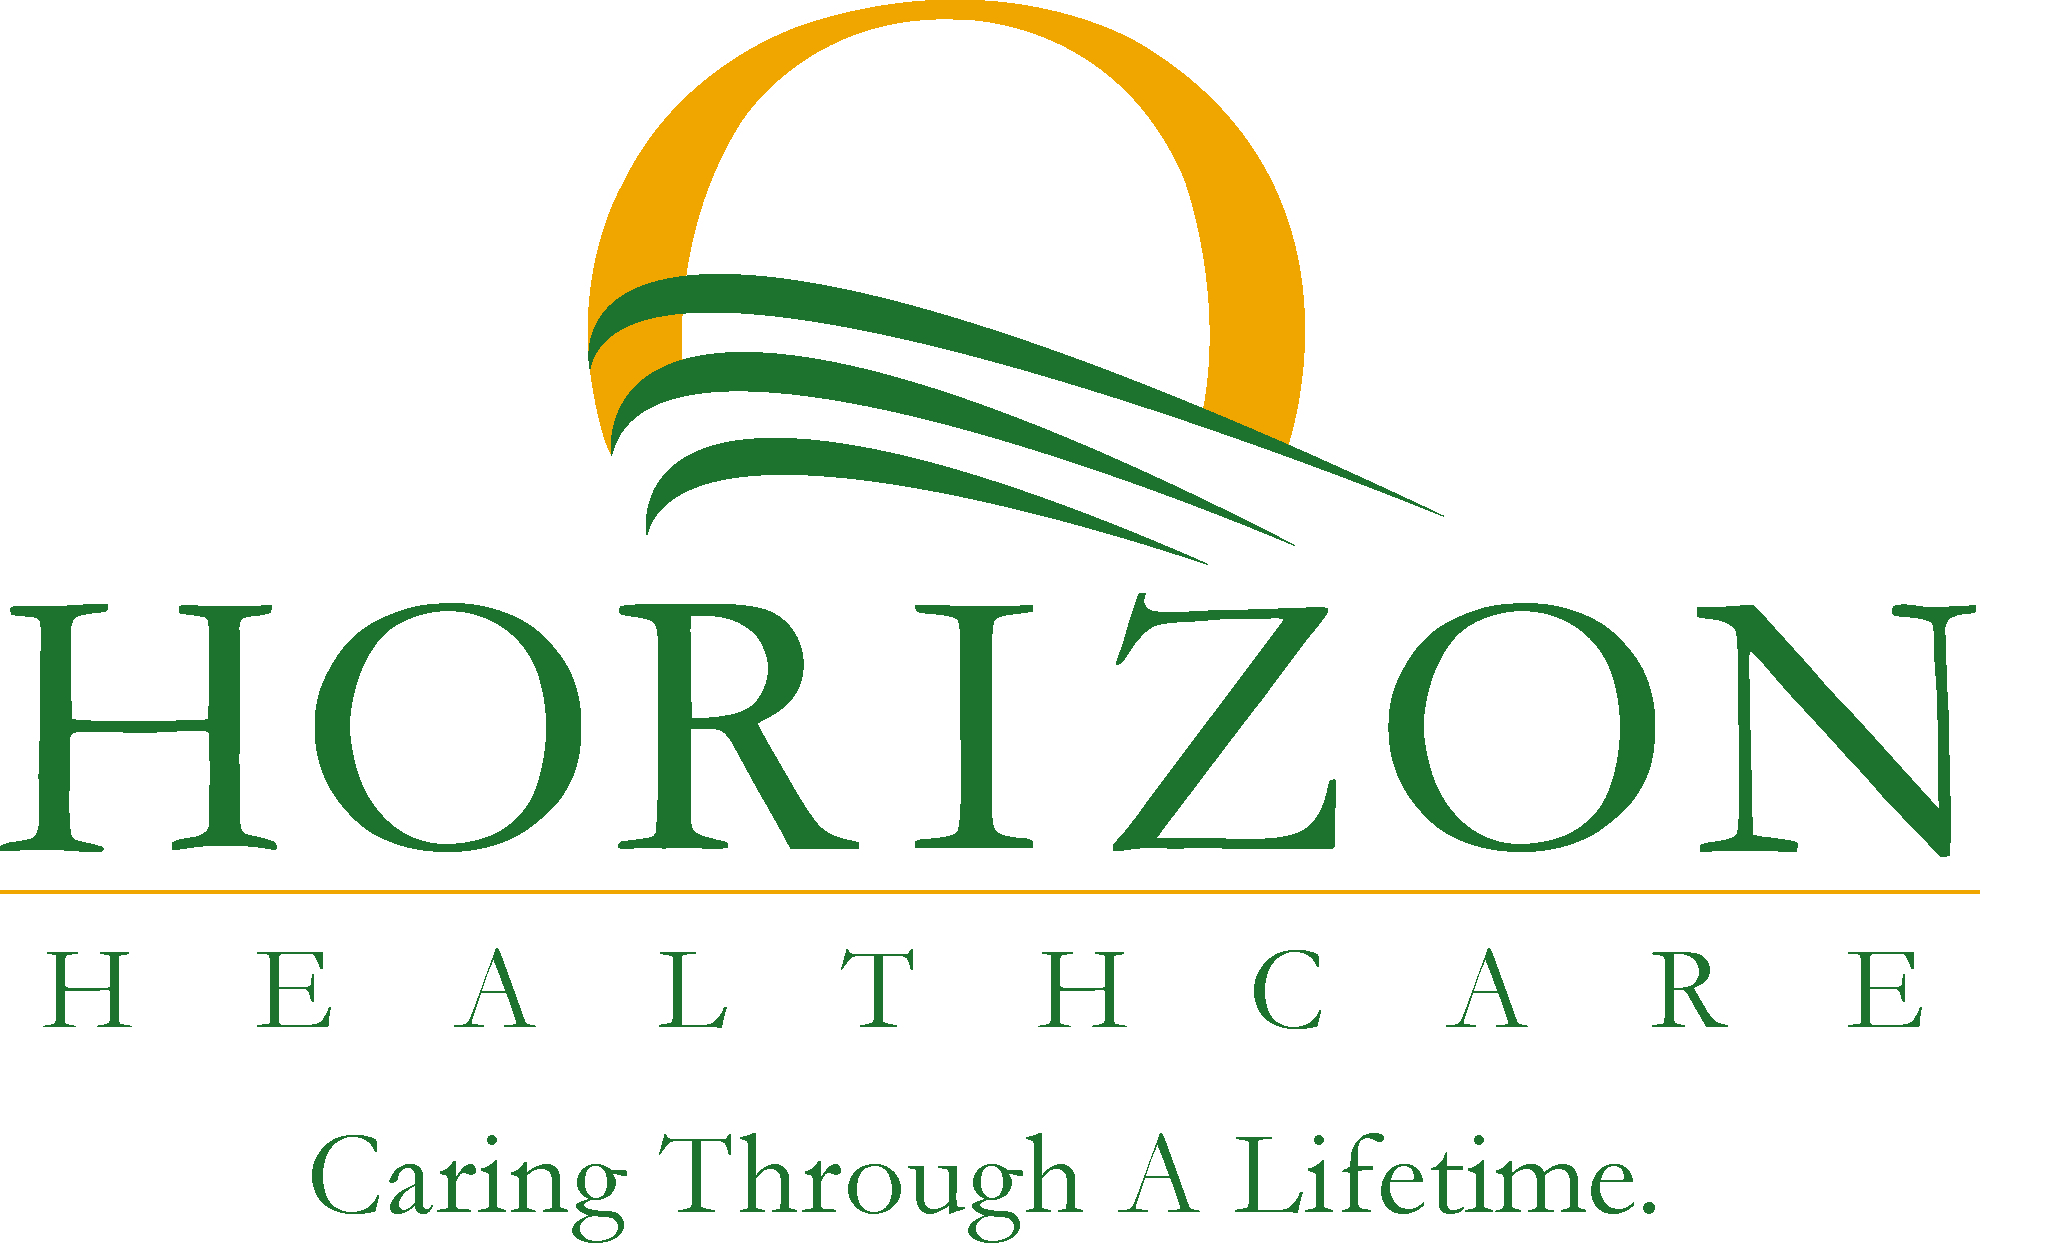 HORIZON
HEALTHCARE
Caring Through A Lifetime.